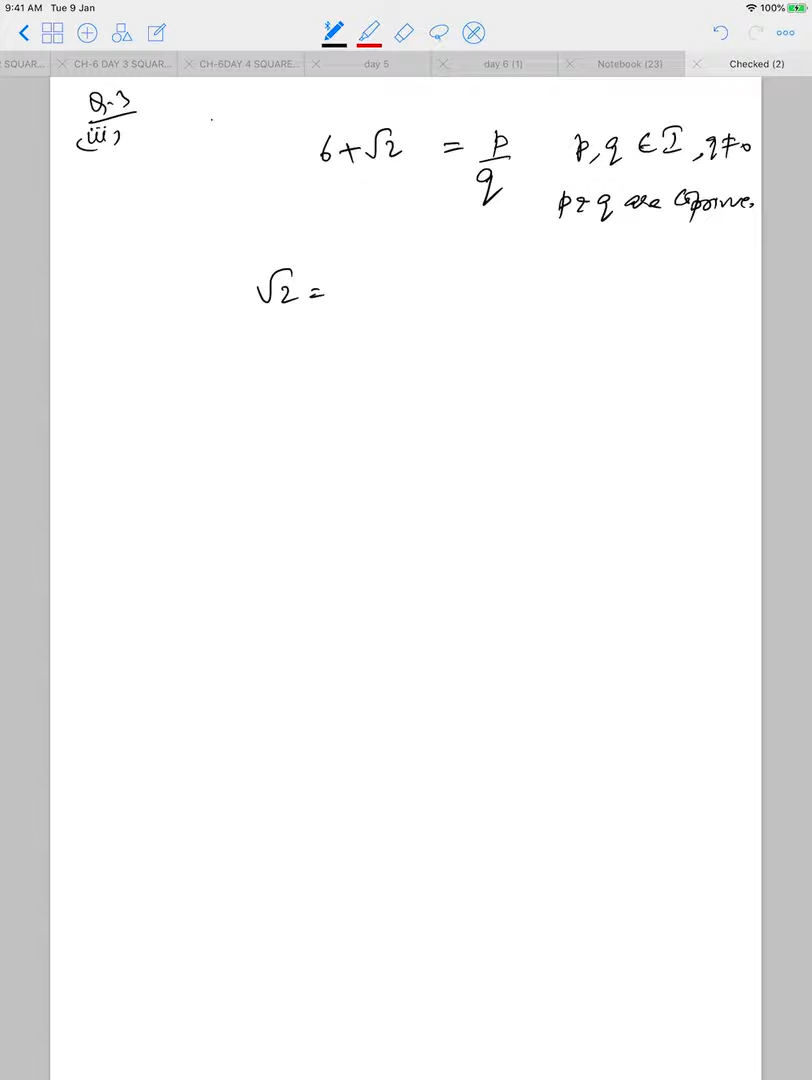 9:41 AM Tue 9 Jan 100%
SQUAR... CH-6 DAY 3 SQUAR... CH-6DAY 4 SQUARE... day 5 day 6 (1) Notebook (23) Checked (2)
Q-3
(iii)
6+√2 = p/q p, q ∈ I, q≠0
p & q are Coprime.
√2 =